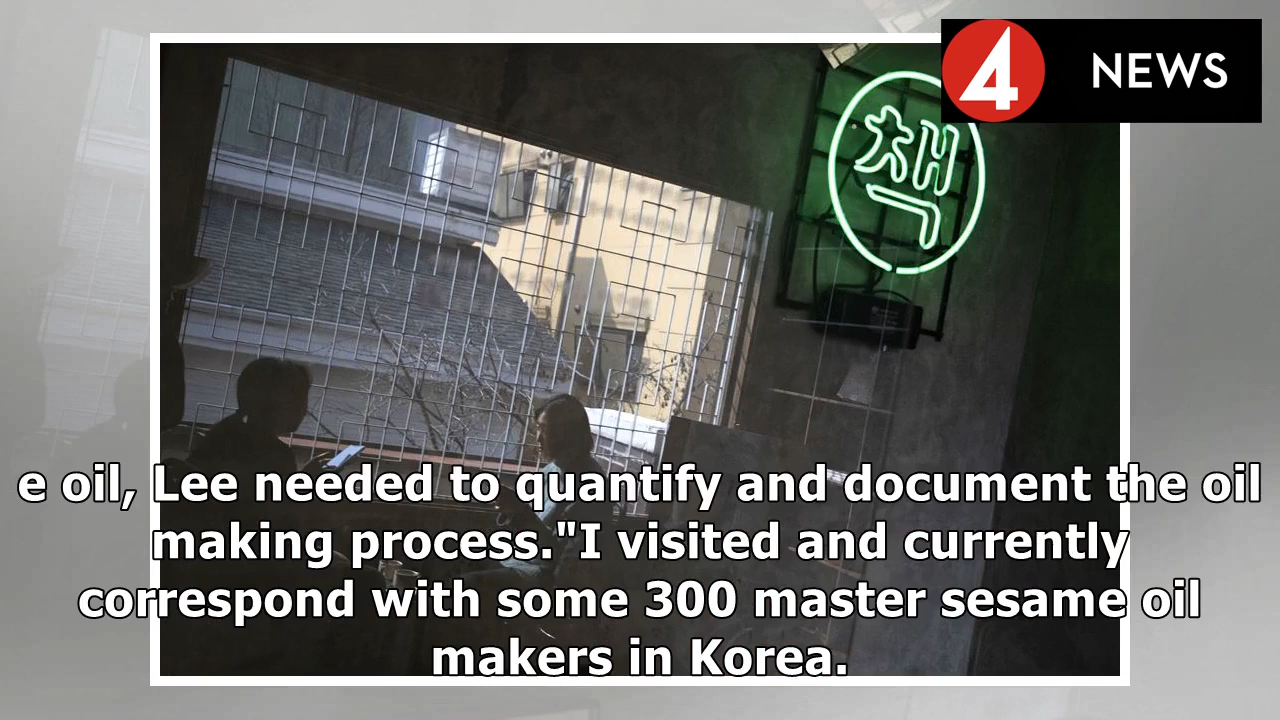 4 NEWS
책
e oil, Lee needed to quantify and document the oil
making process."I visited and currently
correspond with some 300 master sesame oil
makers in Korea.